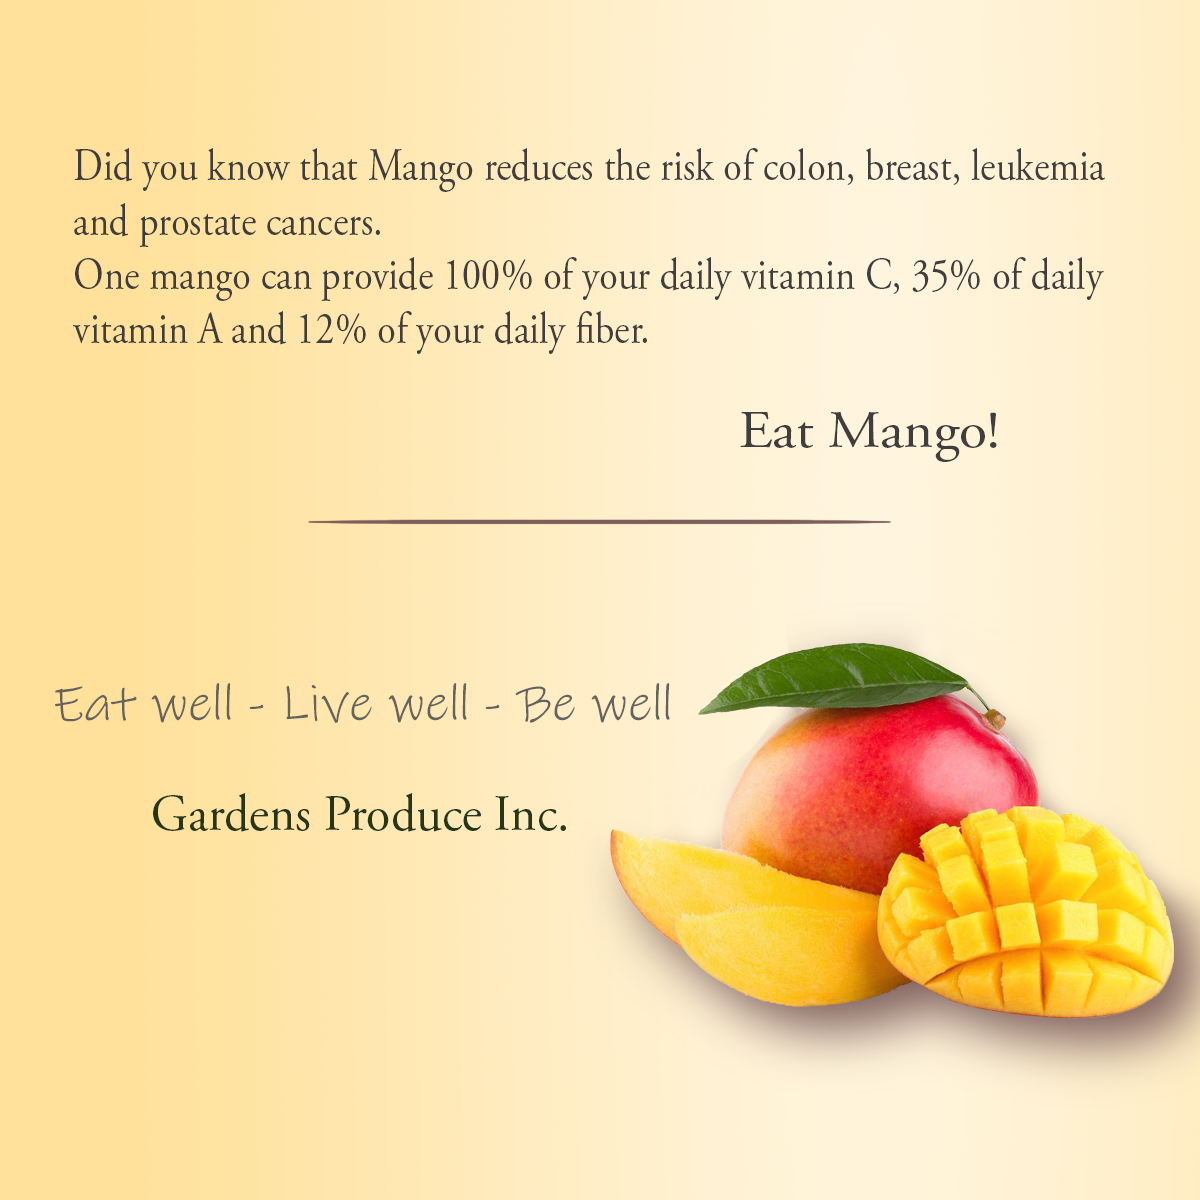 Did you know that Mango reduces the risk of colon, breast, leukemia
and prostate cancers.
One mango can provide 100% of your daily vitamin C, 35% of daily
vitamin A and 12% of your daily fiber.
Eat Mango!
Eat well - Live well - Be well
Gardens Produce Inc.